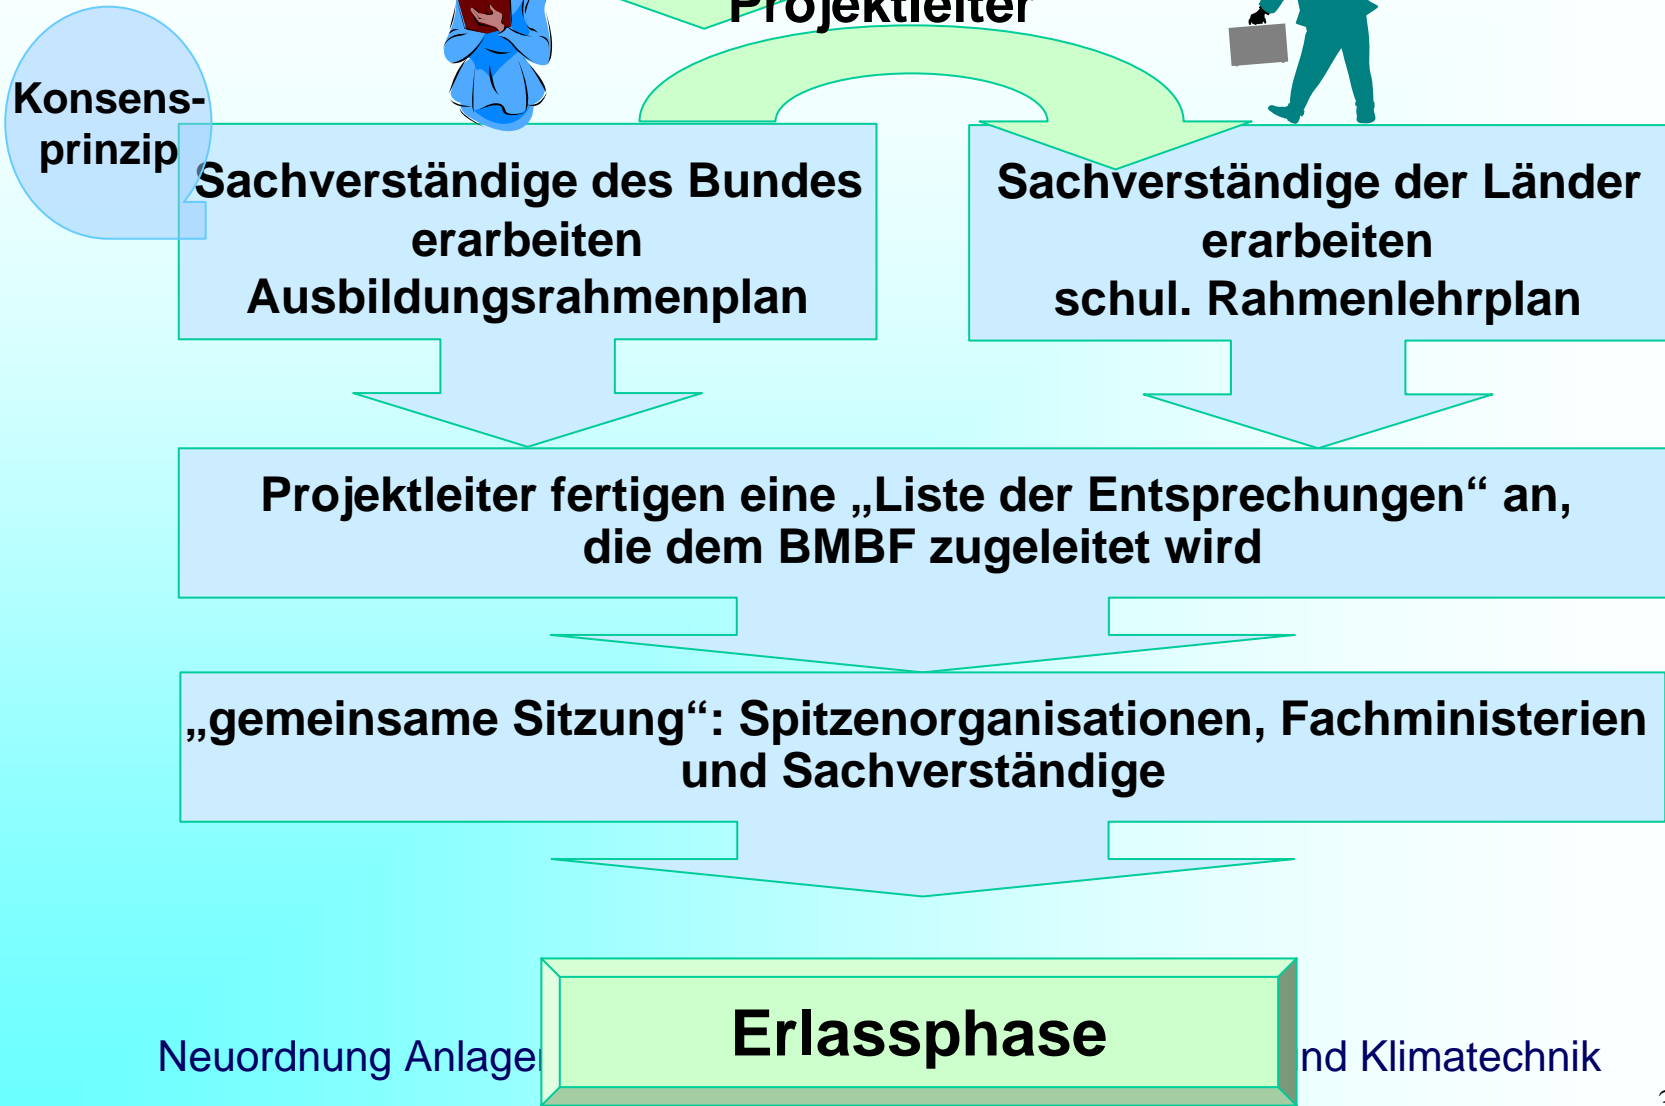 Projektleiter
Konsens-
prinzip
Sachverständige des Bundes
erarbeiten
Ausbildungsrahmenplan
Sachverständige der Länder
erarbeiten
schul. Rahmenlehrplan
Projektleiter fertigen eine „Liste der Entsprechungen“ an,
die dem BMBF zugeleitet wird
„gemeinsame Sitzung“: Spitzenorganisationen, Fachministerien
und Sachverständige
Erlassphase
Neuordnung Klimatechnik